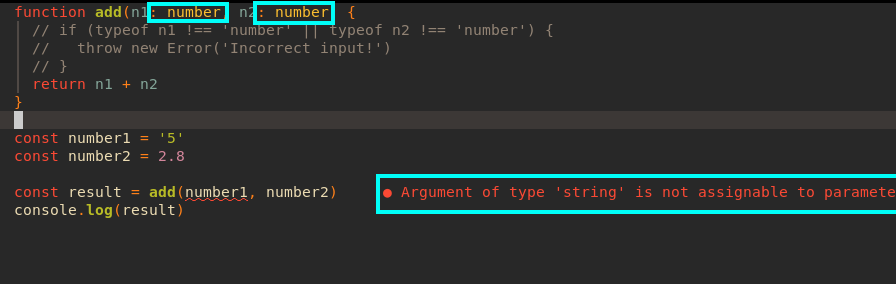 function add(n1: number, n2: number) {
// if (typeof n1 !== 'number' || typeof n2 !== 'number') {
//   throw new Error('Incorrect input!')
// }
return n1 + n2
}
const number1 = '5'
const number2 = 2.8
const result = add(number1, number2) ● Argument of type 'string' is not assignable to paramete
console.log(result)